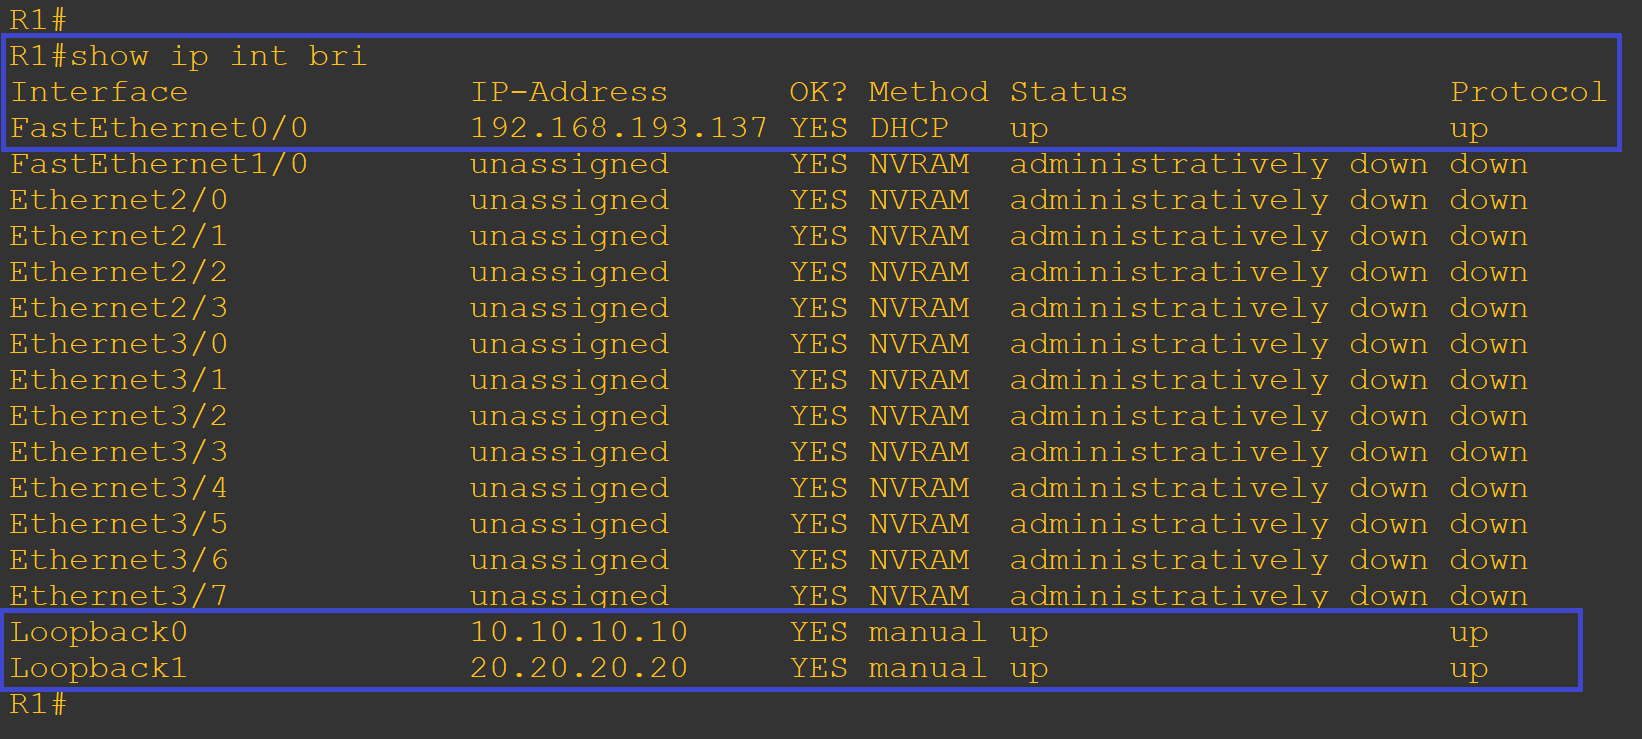 R1#
R1#show ip int bri
Interface              IP-Address      OK? Method Status                Protocol
FastEthernet0/0        192.168.193.137 YES DHCP   up                    up
FastEthernet1/0        unassigned      YES NVRAM  administratively down down
Ethernet2/0            unassigned      YES NVRAM  administratively down down
Ethernet2/1            unassigned      YES NVRAM  administratively down down
Ethernet2/2            unassigned      YES NVRAM  administratively down down
Ethernet2/3            unassigned      YES NVRAM  administratively down down
Ethernet3/0            unassigned      YES NVRAM  administratively down down
Ethernet3/1            unassigned      YES NVRAM  administratively down down
Ethernet3/2            unassigned      YES NVRAM  administratively down down
Ethernet3/3            unassigned      YES NVRAM  administratively down down
Ethernet3/4            unassigned      YES NVRAM  administratively down down
Ethernet3/5            unassigned      YES NVRAM  administratively down down
Ethernet3/6            unassigned      YES NVRAM  administratively down down
Ethernet3/7            unassigned      YES NVRAM  administratively down down
Loopback0              10.10.10.10     YES manual up                    up
Loopback1              20.20.20.20     YES manual up                    up
R1#